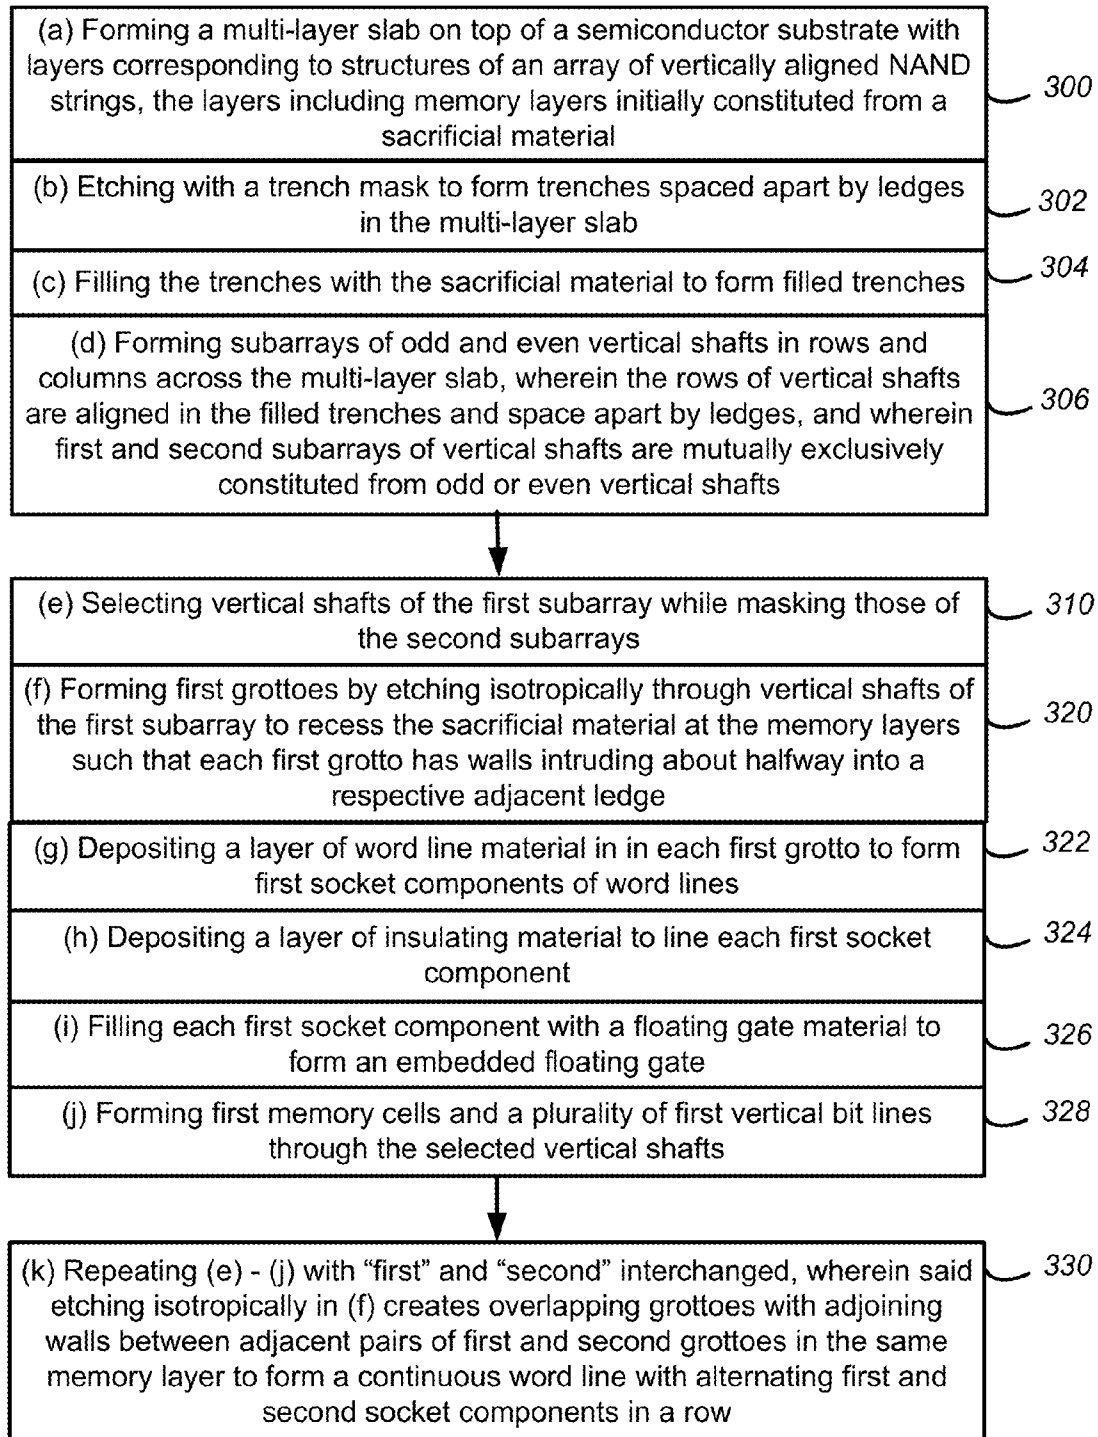 (a) Forming a multi-layer slab on top of a semiconductor substrate with
layers corresponding to structures of an array of vertically aligned NAND
strings, the layers including memory layers initially constituted from a
sacrificial material
300
(b) Etching with a trench mask to form trenches spaced apart by ledges
in the multi-layer slab
302
(c) Filling the trenches with the sacrificial material to form filled trenches
304
(d) Forming subarrays of odd and even vertical shafts in rows and
columns across the multi-layer slab, wherein the rows of vertical shafts
are aligned in the filled trenches and space apart by ledges, and wherein
first and second subarrays of vertical shafts are mutually exclusively
constituted from odd or even vertical shafts
306
(e) Selecting vertical shafts of the first subarray while masking those of
the second subarrays
310
(f) Forming first grottoes by etching isotropically through vertical shafts of
the first subarray to recess the sacrificial material at the memory layers
such that each first grotto has walls intruding about halfway into a
respective adjacent ledge
320
(g) Depositing a layer of word line material in in each first grotto to form
first socket components of word lines
322
(h) Depositing a layer of insulating material to line each first socket
component
324
(i) Filling each first socket component with a floating gate material to
form an embedded floating gate
326
(j) Forming first memory cells and a plurality of first vertical bit lines
through the selected vertical shafts
328
(k) Repeating (e) - (j) with “first” and “second” interchanged, wherein said
etching isotropically in (f) creates overlapping grottoes with adjoining
walls between adjacent pairs of first and second grottoes in the same
memory layer to form a continuous word line with alternating first and
second socket components in a row
330